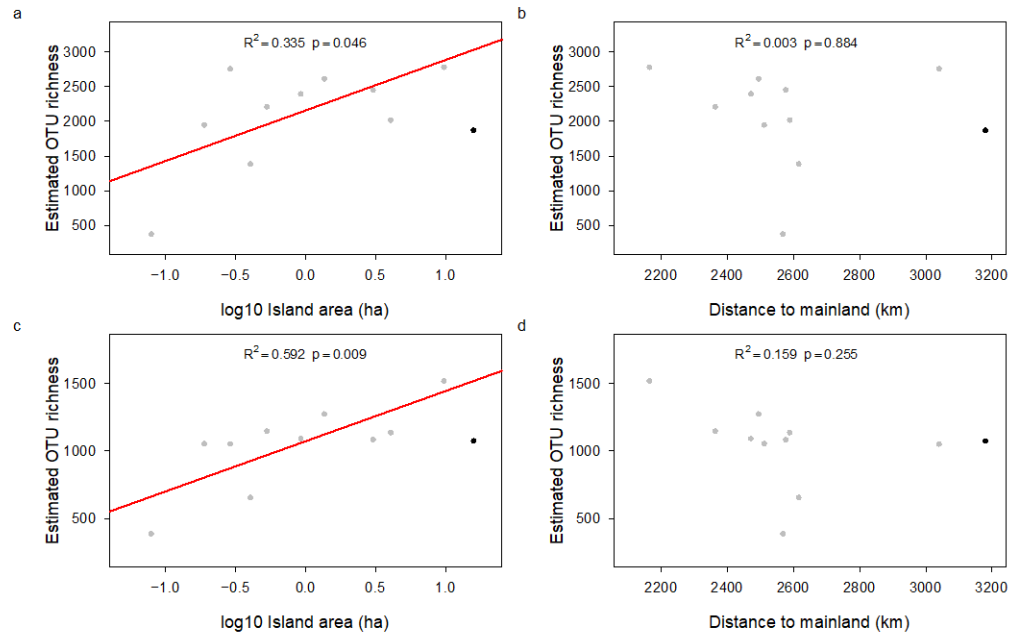 a
R² = 0.335 p = 0.046
Estimated OTU richness
3000
2500
2000
1500
1000
500
−1.0 −0.5 0.0 0.5 1.0
log10 Island area (ha)
b
R² = 0.003 p = 0.884
Estimated OTU richness
3000
2500
2000
1500
1000
500
2200 2400 2600 2800 3000 3200
Distance to mainland (km)
c
R² = 0.592 p = 0.009
Estimated OTU richness
1500
1000
500
−1.0 −0.5 0.0 0.5 1.0
log10 Island area (ha)
d
R² = 0.159 p = 0.255
Estimated OTU richness
1500
1000
500
2200 2400 2600 2800 3000 3200
Distance to mainland (km)